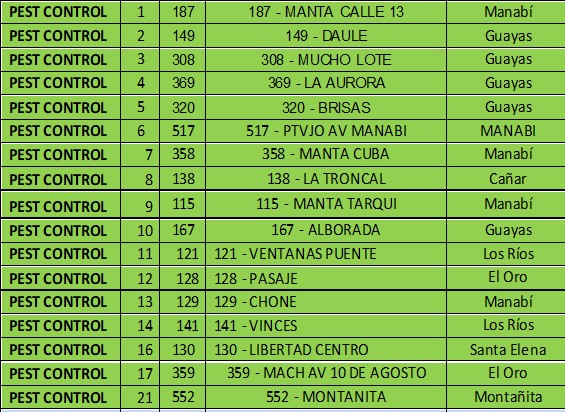 PEST CONTROL 1 187 187 - MANTA CALLE 13 Manabí
PEST CONTROL 2 149 149 - DAULE Guayas
PEST CONTROL 3 308 308 - MUCHO LOTE Guayas
PEST CONTROL 4 369 369 - LA AURORA Guayas
PEST CONTROL 5 320 320 - BRISAS Guayas
PEST CONTROL 6 517 517 - PTVJO AV MANABI MANABI
PEST CONTROL 7 358 358 - MANTA CUBA Manabí
PEST CONTROL 8 138 138 - LA TRONCAL Cañar
PEST CONTROL 9 115 115 - MANTA TARQUI Manabí
PEST CONTROL 10 167 167 - ALBORADA Guayas
PEST CONTROL 11 121 121 - VENTANAS PUENTE Los Ríos
PEST CONTROL 12 128 128 - PASAJE El Oro
PEST CONTROL 13 129 129 - CHONE Manabí
PEST CONTROL 14 141 141 - VINCES Los Ríos
PEST CONTROL 16 130 130 - LIBERTAD CENTRO Santa Elena
PEST CONTROL 17 359 359 - MACH AV 10 DE AGOSTO El Oro
PEST CONTROL 21 552 552 - MONTANITA Montañita